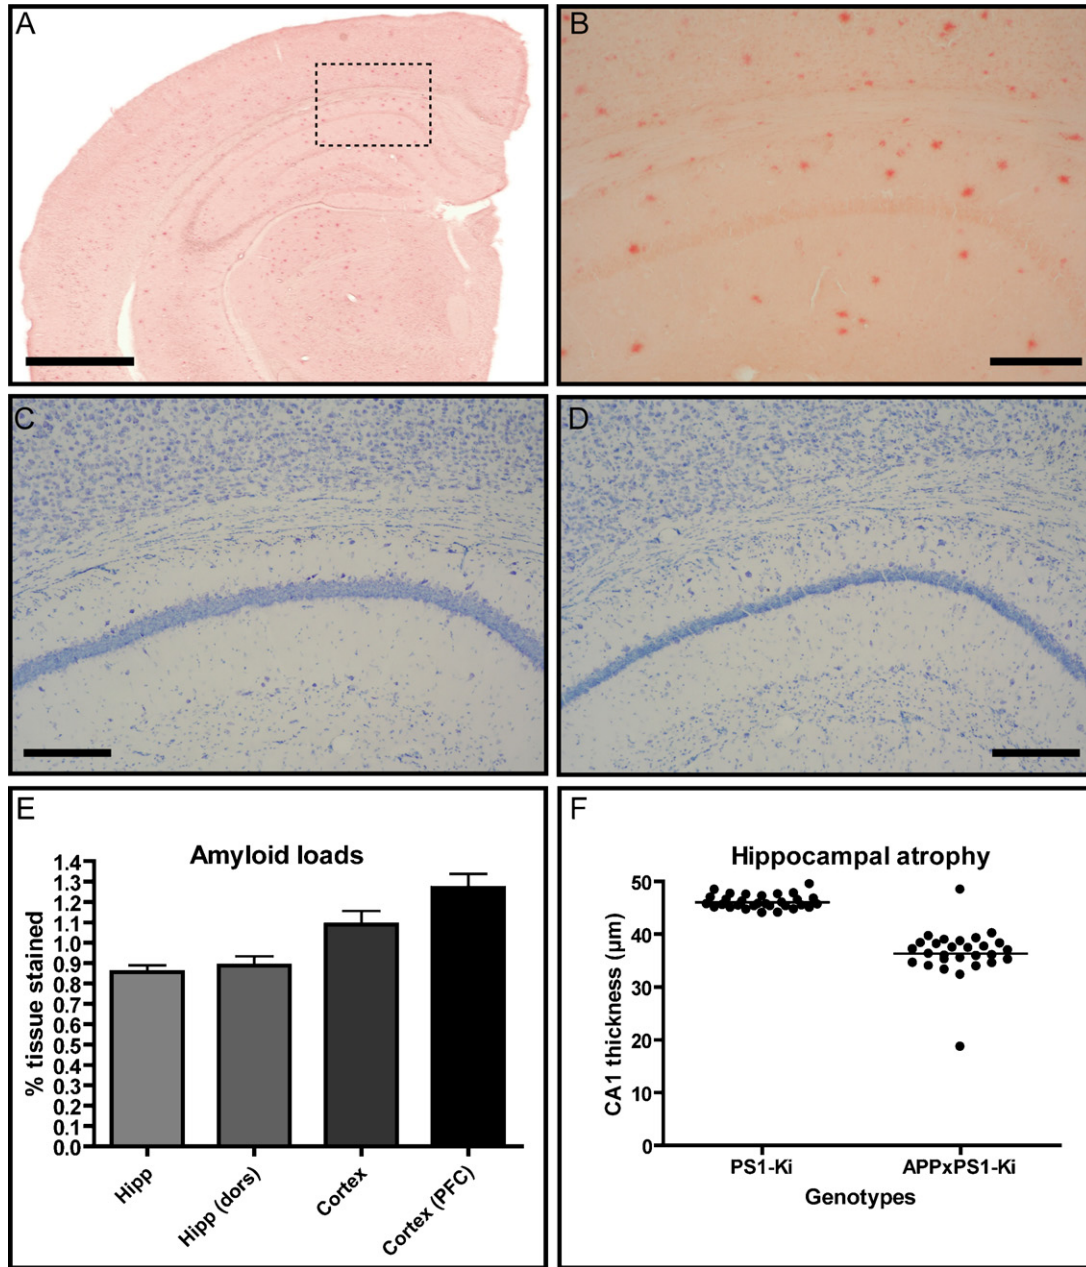 A
B
C
D
E
Amyloid loads
% tissue stained
1.4
1.3
1.2
1.1
1.0
0.9
0.8
0.7
0.6
0.5
0.4
0.3
0.2
0.1
0.0
Hipp
Hipp (dors)
Cortex
Cortex (PFC)
F
Hippocampal atrophy
CA1 thickness (µm)
50
40
30
20
10
0
PS1-Ki
APPxPS1-Ki
Genotypes